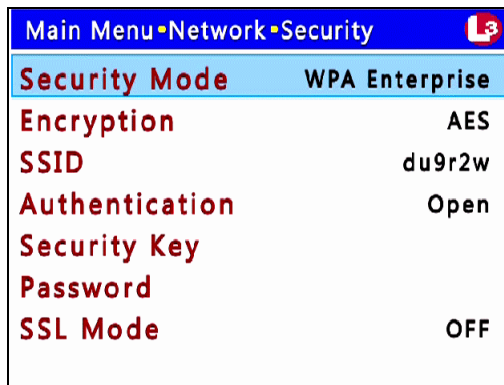 Main Menu•Network•Security L3
Security Mode WPA Enterprise
Encryption AES
SSID du9r2w
Authentication Open
Security Key
Password
SSL Mode OFF